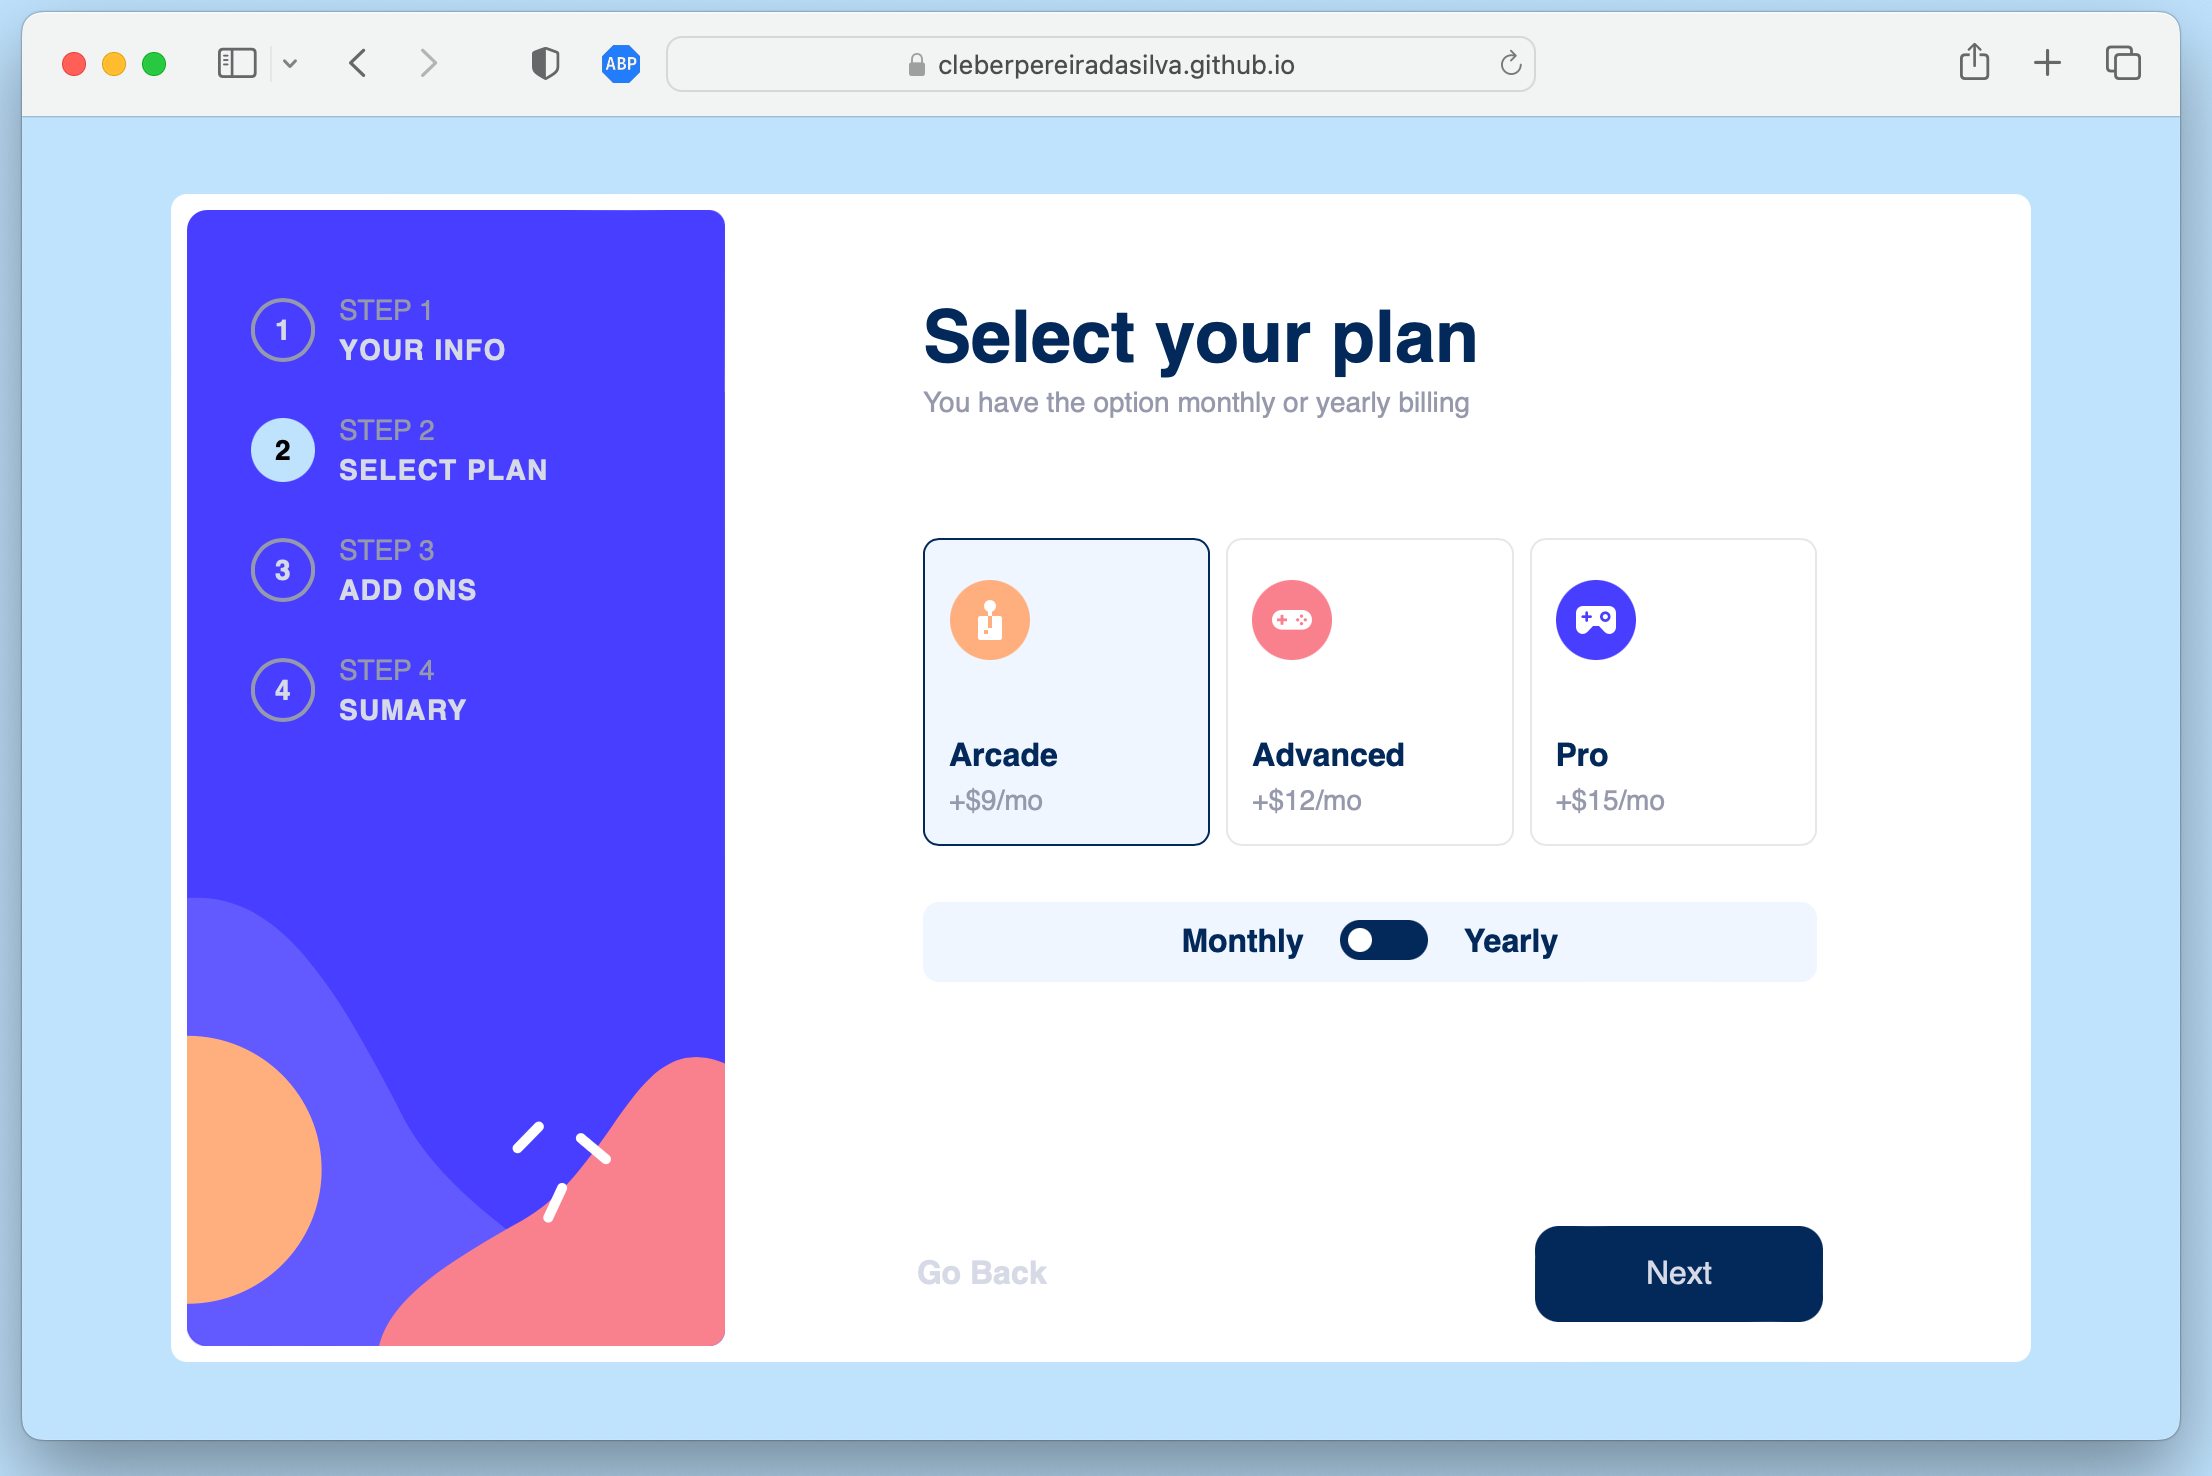 ABP
cleberpereiradasilva.github.io
1
STEP 1
YOUR INFO
2
STEP 2
SELECT PLAN
3
STEP 3
ADD ONS
4
STEP 4
SUMARY
Select your plan
You have the option monthly or yearly billing
Arcade
+$9/mo
Advanced
+$12/mo
Pro
+$15/mo
Monthly Yearly
Go Back
Next